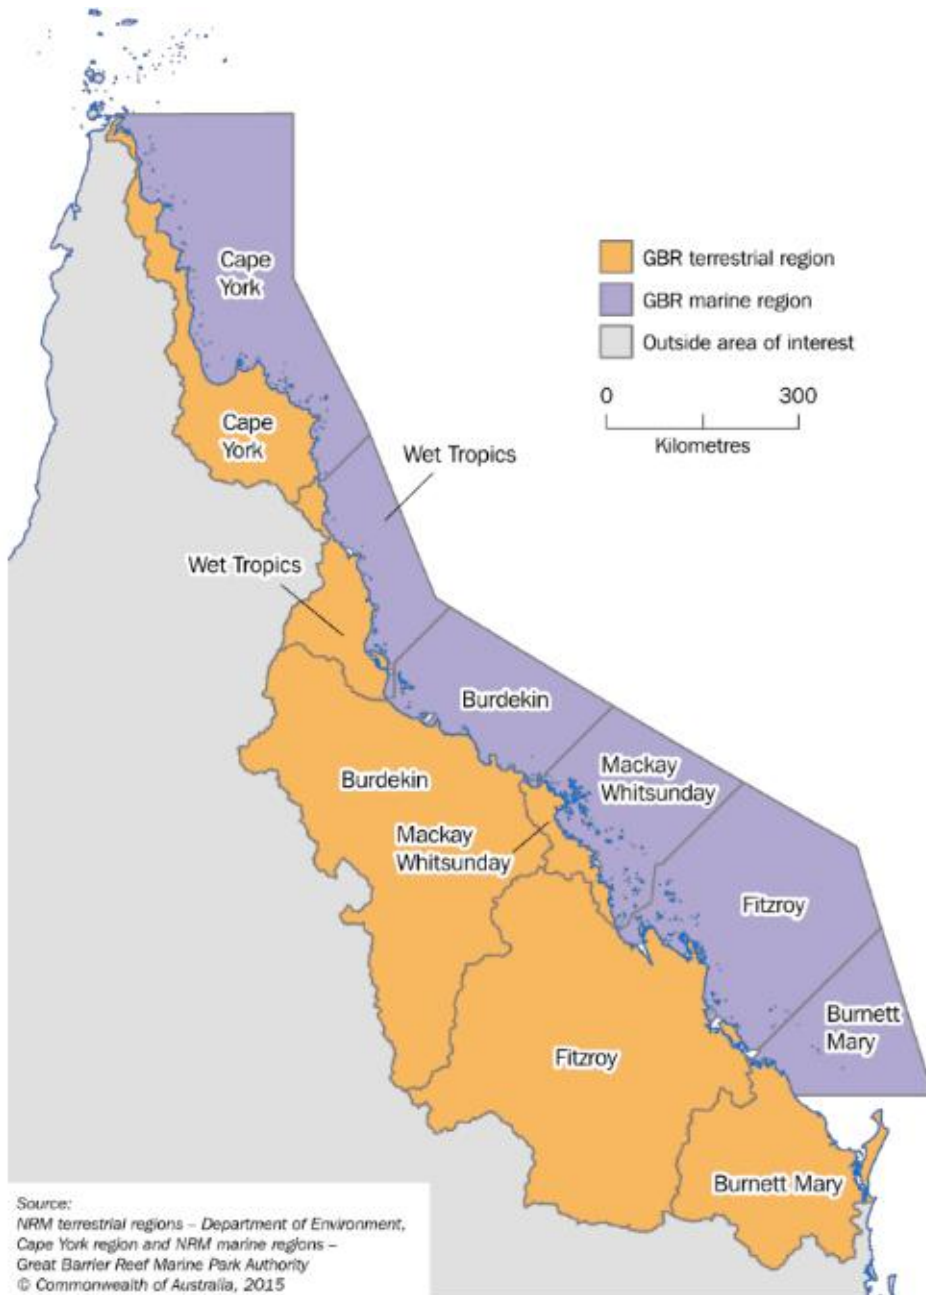 Cape
York
GBR terrestrial region
GBR marine region
Outside area of interest
0 300
Kilometres
Cape
York
Wet Tropics
Wet Tropics
Burdekin
Mackay
Whitsunday
Burdekin
Mackay
Whitsunday
Fitzroy
Burnett
Mary
Fitzroy
Burnett Mary
Source:
NRM terrestrial regions – Department of Environment,
Cape York region and NRM marine regions –
Great Barrier Reef Marine Park Authority
© Commonwealth of Australia, 2015